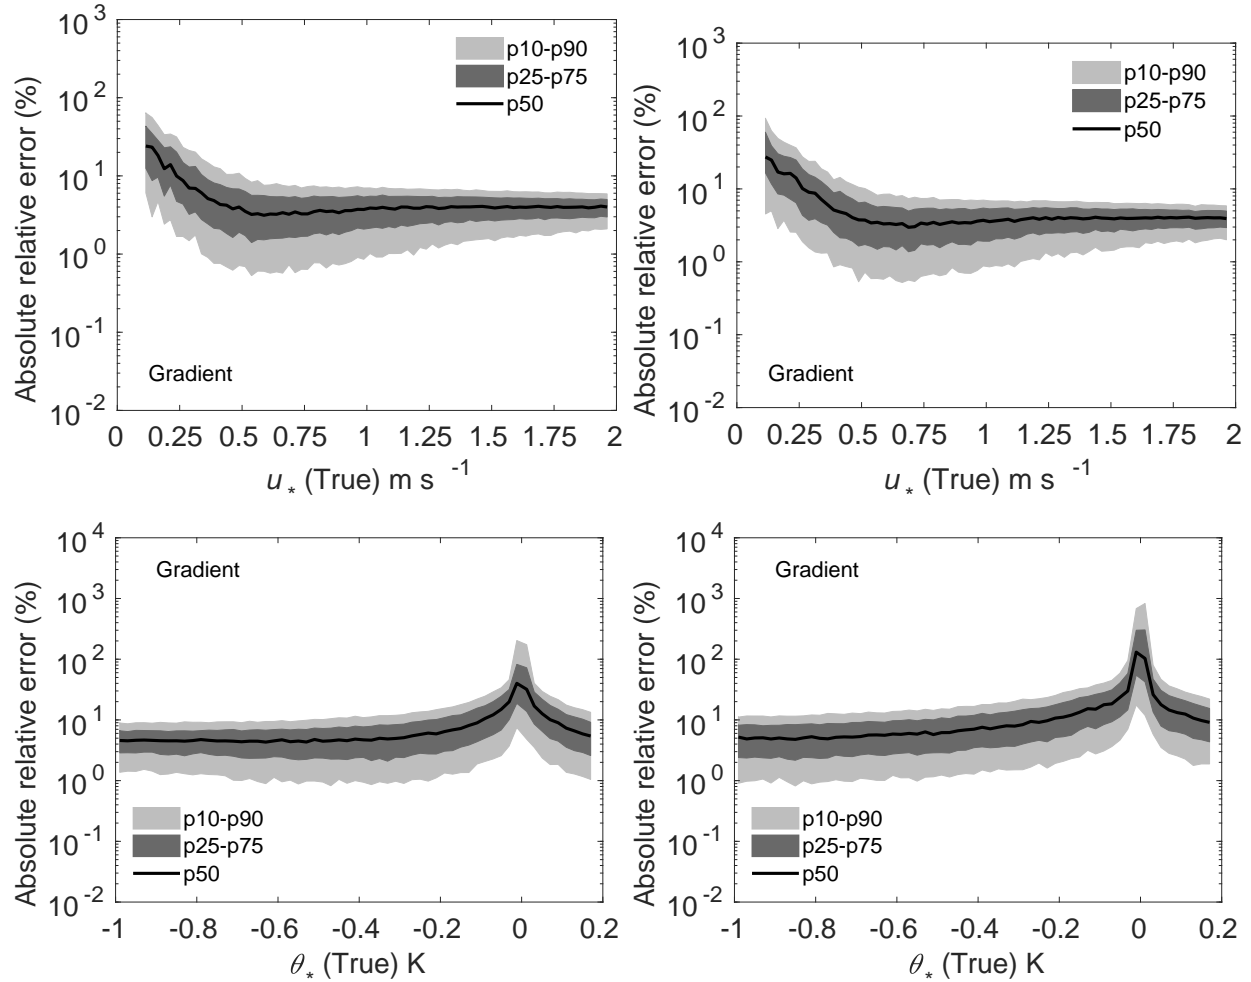 Absolute relative error (%)
10^3
10^2
10^1
10^0
10^-1
10^-2
p10-p90
p25-p75
p50
Gradient
0 0.25 0.5 0.75 1 1.25 1.5 1.75 2
u* (True) m s -1
Absolute relative error (%)
10^3
10^2
10^1
10^0
10^-1
10^-2
p10-p90
p25-p75
p50
Gradient
0 0.25 0.5 0.75 1 1.25 1.5 1.75 2
u* (True) m s -1
Absolute relative error (%)
10^4
10^3
10^2
10^1
10^0
10^-1
10^-2
Gradient
p10-p90
p25-p75
p50
-1 -0.8 -0.6 -0.4 -0.2 0 0.2
θ* (True) K
Absolute relative error (%)
10^4
10^3
10^2
10^1
10^0
10^-1
10^-2
Gradient
p10-p90
p25-p75
p50
-1 -0.8 -0.6 -0.4 -0.2 0 0.2
θ* (True) K